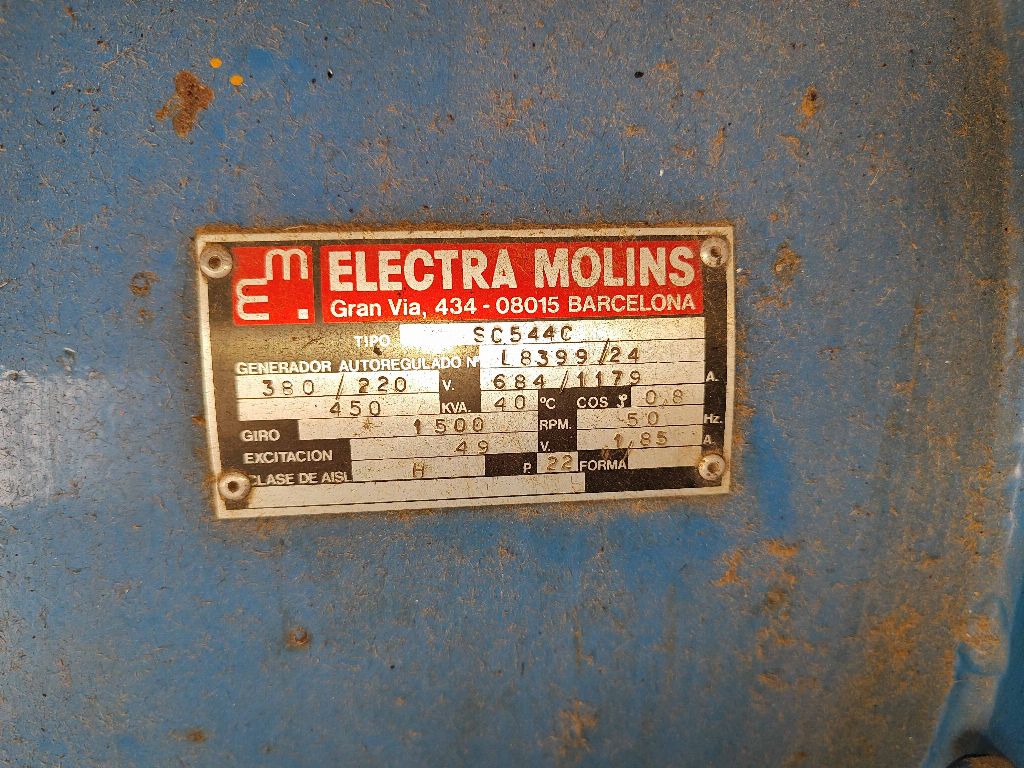 ELECTRA MOLINS
Gran Via, 434 - 08015 BARCELONA
TIPO SC544C
GENERADOR AUTOREGULADO Nº L8399/24
380/220 V. 684/1179 A.
450 KVA. 40 ºC COS φ 0,8
GIRO 1500 RPM. 50 Hz.
EXCITACION 49 V. 1,85 A.
CLASE DE AISL H P 22 FORMA